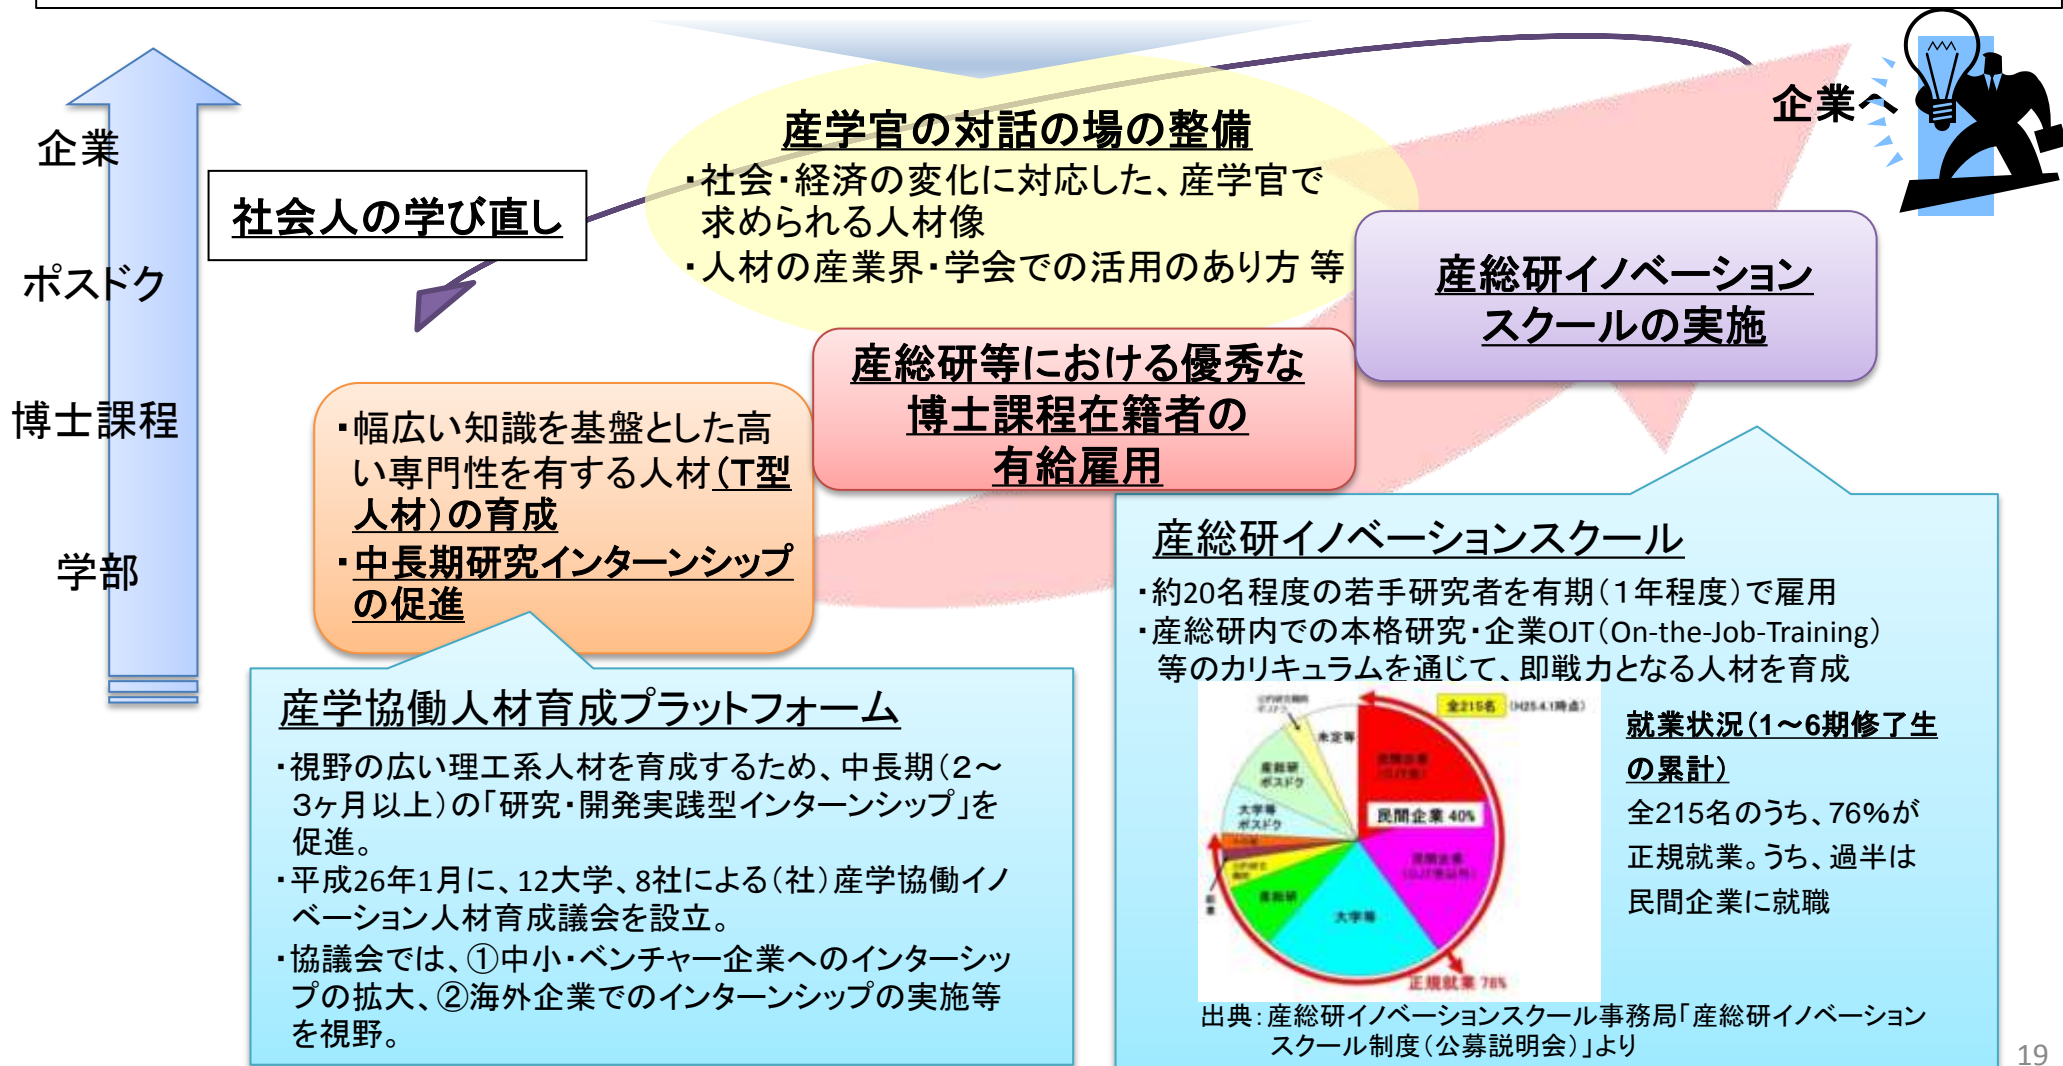 企業
ポスドク
博士課程
学部
社会人の学び直し
産学官の対話の場の整備
・社会・経済の変化に対応した、産学官で
求められる人材像
・人材の産業界・学会での活用のあり方 等
企業へ
産総研イノベーション
スクールの実施
産総研等における優秀な
博士課程在籍者の
有給雇用
・幅広い知識を基盤とした高
い専門性を有する人材(T型
人材)の育成
・中長期研究インターンシップ
の促進
産学協働人材育成プラットフォーム
・視野の広い理工系人材を育成するため、中長期(2～
3ヶ月以上)の「研究・開発実践型インターンシップ」を
促進。
・平成26年1月に、12大学、8社による(社)産学協働イノ
ベーション人材育成議会を設立。
・協議会では、①中小・ベンチャー企業へのインターシッ
プの拡大、②海外企業でのインターンシップの実施等
を視野。
産総研イノベーションスクール
・約20名程度の若手研究者を有期(1年程度)で雇用
・産総研内での本格研究・企業OJT(On-the-Job-Training)
等のカリキュラムを通じて、即戦力となる人材を育成
全215名 (H25.4.1時点)
未定等
産総研
ポスドク
大学等
ポスドク
民間企業 40%
産総研
大学等
正規就業 76%
就業状況(1～6期修了生
の累計)
全215名のうち、76%が
正規就業。うち、過半は
民間企業に就職
出典：産総研イノベーションスクール事務局「産総研イノベーション
スクール制度(公募説明会)」より
19